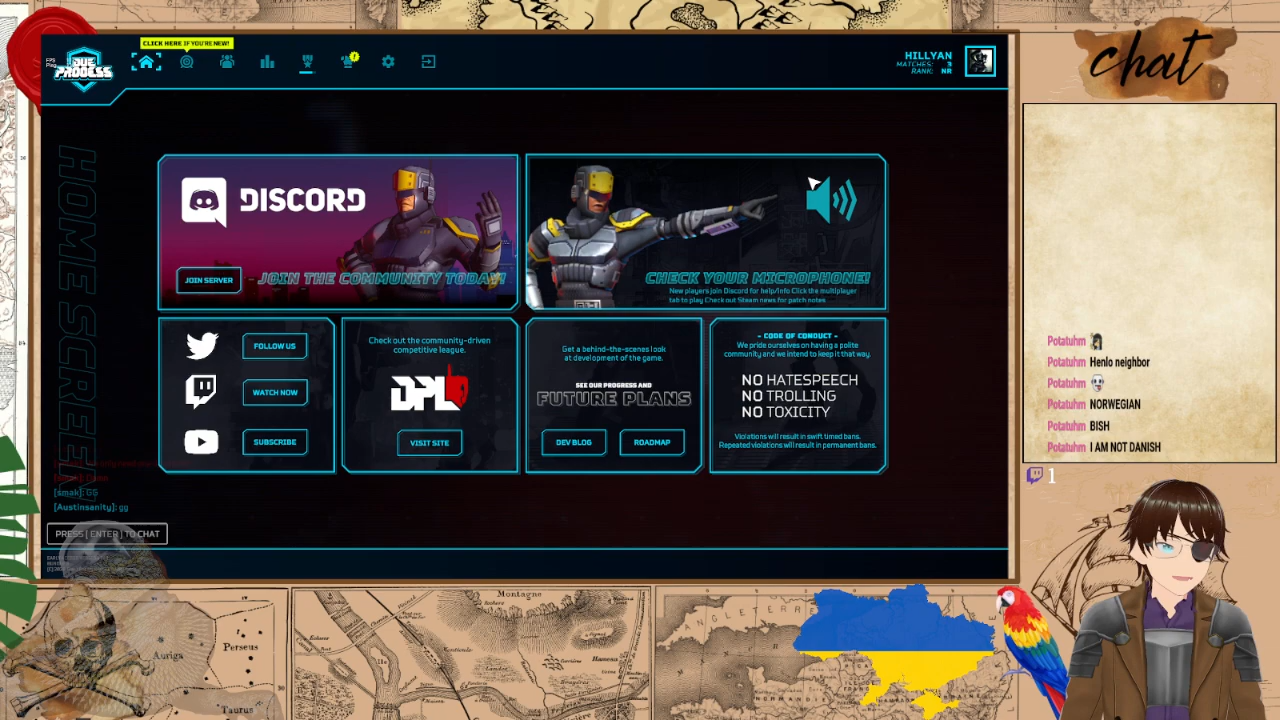 CLICK HERE IF YOU'RE NEW!
FPS
DUE
PROCESS
HILLYAN
MATCHES: 3
RANK: NR
chat
HOME SCREEN
DISCORD
JOIN SERVER
- JOIN THE COMMUNITY TODAY!
CHECK YOUR MICROPHONE!
New players join Discord for help/info Click the multiplayer
tab to play Check out Steam news for patch notes
FOLLOW US
WATCH NOW
SUBSCRIBE
Check out the community-driven
competitive league.
DPL
VISIT SITE
Get a behind-the-scenes look
at development of the game.
SEE OUR PROGRESS AND
FUTURE PLANS
DEV BLOG
ROADMAP
- CODE OF CONDUCT -
We pride ourselves on having a polite
community and we intend to keep it that way.
NO HATESPEECH
NO TROLLING
NO TOXICITY
Violations will result in swift timed bans.
Repeated violations will result in permanent bans.
[smak]: GG
[Austinsanity]: gg
PRESS [ ENTER ] TO CHAT
Potatuhm
Potatuhm Henlo neighbor
Potatuhm
Potatuhm NORWEGIAN
Potatuhm BISH
Potatuhm I AM NOT DANISH
1
Auriga
Perseus
Taurus
Montagne
ANGLETERRE